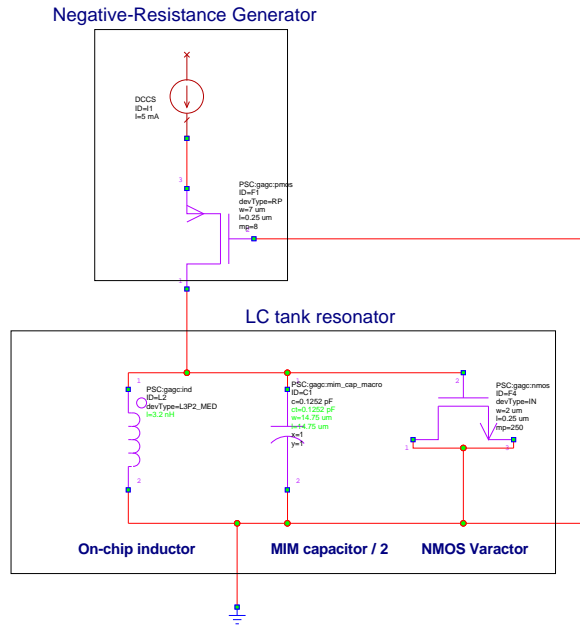 Negative-Resistance Generator
DCCS
ID=I1
I=5 mA
3
PSC:gagc:pmos
ID=F1
devType=RP
w=7 um
l=0.25 um
mp=8
2
1
LC tank resonator
1
PSC:gagc:ind
ID=L2
devType=L3P2_MED
l=3.2 nH
2
1
PSC:gagc:mim_cap_macro
ID=C1
c=0.1252 pF
ct=0.1252 pF
w=14.75 um
l=14.75 um
x=1
y=1
2
2
PSC:gagc:nmos
ID=F4
devType=IN
w=2 um
l=0.25 um
mp=250
1
3
On-chip inductor
MIM capacitor / 2
NMOS Varactor